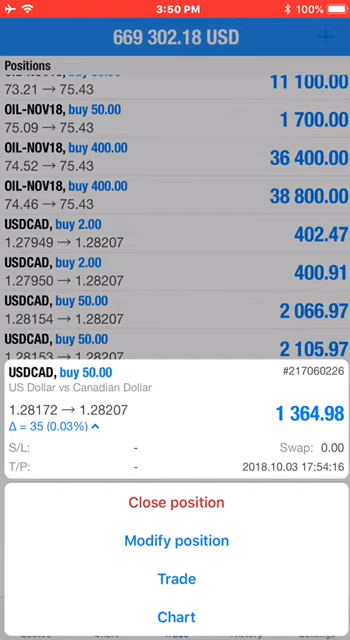 3:50 PM
100%
669 302.18 USD
+
Positions
73.21 → 75.43
11 100.00
OIL-NOV18, buy 50.00
75.09 → 75.43
1 700.00
OIL-NOV18, buy 400.00
74.52 → 75.43
36 400.00
OIL-NOV18, buy 400.00
74.46 → 75.43
38 800.00
USDCAD, buy 2.00
1.27949 → 1.28207
402.47
USDCAD, buy 2.00
1.27950 → 1.28207
400.91
USDCAD, buy 50.00
1.28154 → 1.28207
2 066.97
USDCAD, buy 50.00
1.28153 → 1.28207
2 105.97
USDCAD, buy 50.00
#217060226
US Dollar vs Canadian Dollar
1.28172 → 1.28207
1 364.98
Δ = 35 (0.03%)
S/L: -
Swap: 0.00
T/P: -
2018.10.03 17:54:16
Close position
Modify position
Trade
Chart